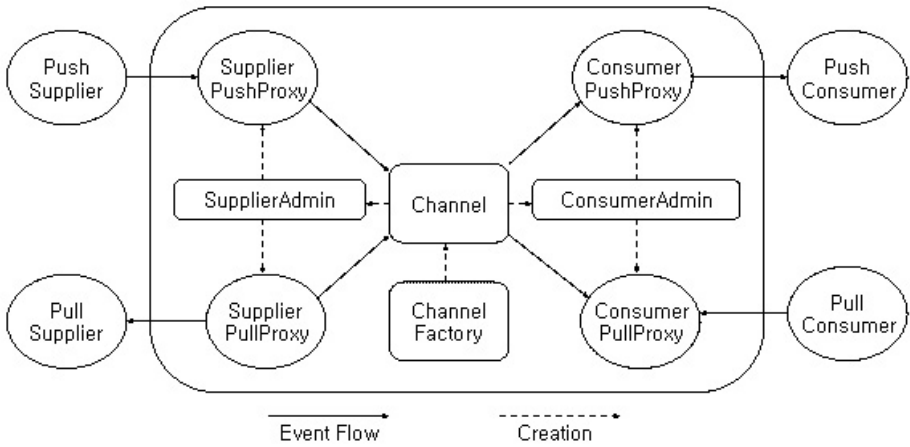 Push
Supplier
Supplier
PushProxy
Consumer
PushProxy
Push
Consumer
SupplierAdmin
Channel
ConsumerAdmin
Pull
Supplier
Supplier
PullProxy
Channel
Factory
Consumer
PullProxy
Pull
Consumer
Event Flow
Creation